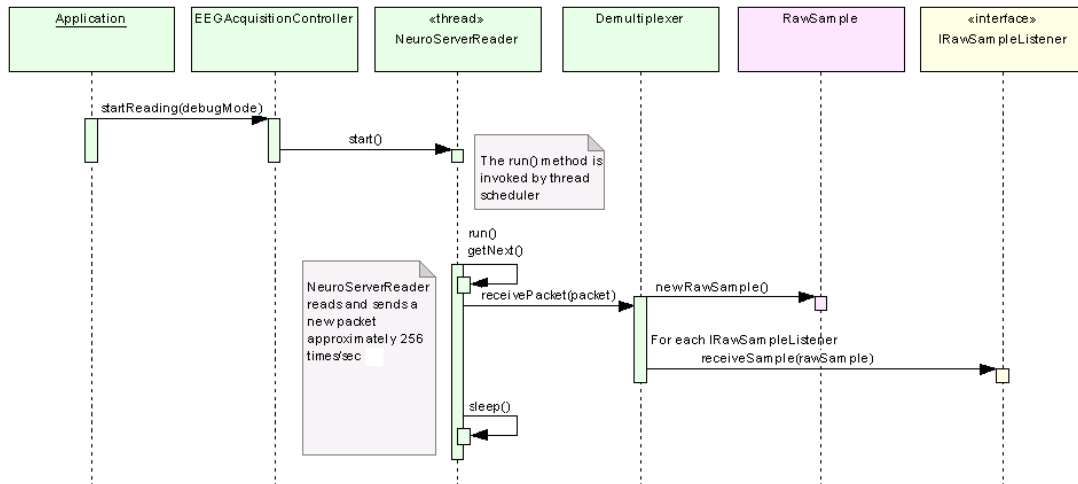 Application
EEGAcquisitionController
«thread»
NeuroServerReader
Demultiplexer
RawSample
«interface»
IRawSampleListener
startReading(debugMode)
start()
The run() method is
invoked by thread
scheduler
run()
getNext()
NeuroServerReader
reads and sends a
new packet
approximately 256
times/sec
receivePacket(packet)
newRawSample()
For each IRawSampleListener
receiveSample(rawSample)
sleep()